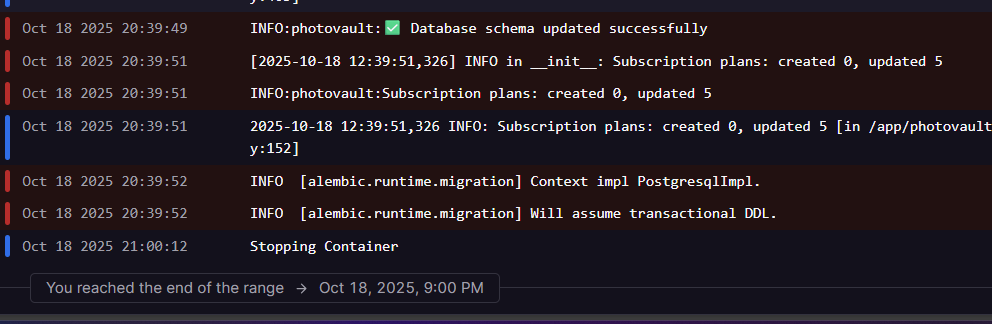 y:152]
Oct 18 2025 20:39:49 INFO:photovault:✅ Database schema updated successfully
Oct 18 2025 20:39:51 [2025-10-18 12:39:51,326] INFO in __init__: Subscription plans: created 0, updated 5
Oct 18 2025 20:39:51 INFO:photovault:Subscription plans: created 0, updated 5
Oct 18 2025 20:39:51 2025-10-18 12:39:51,326 INFO: Subscription plans: created 0, updated 5 [in /app/photovault
y:152]
Oct 18 2025 20:39:52 INFO  [alembic.runtime.migration] Context impl PostgresqlImpl.
Oct 18 2025 20:39:52 INFO  [alembic.runtime.migration] Will assume transactional DDL.
Oct 18 2025 21:00:12 Stopping Container
You reached the end of the range → Oct 18, 2025, 9:00 PM